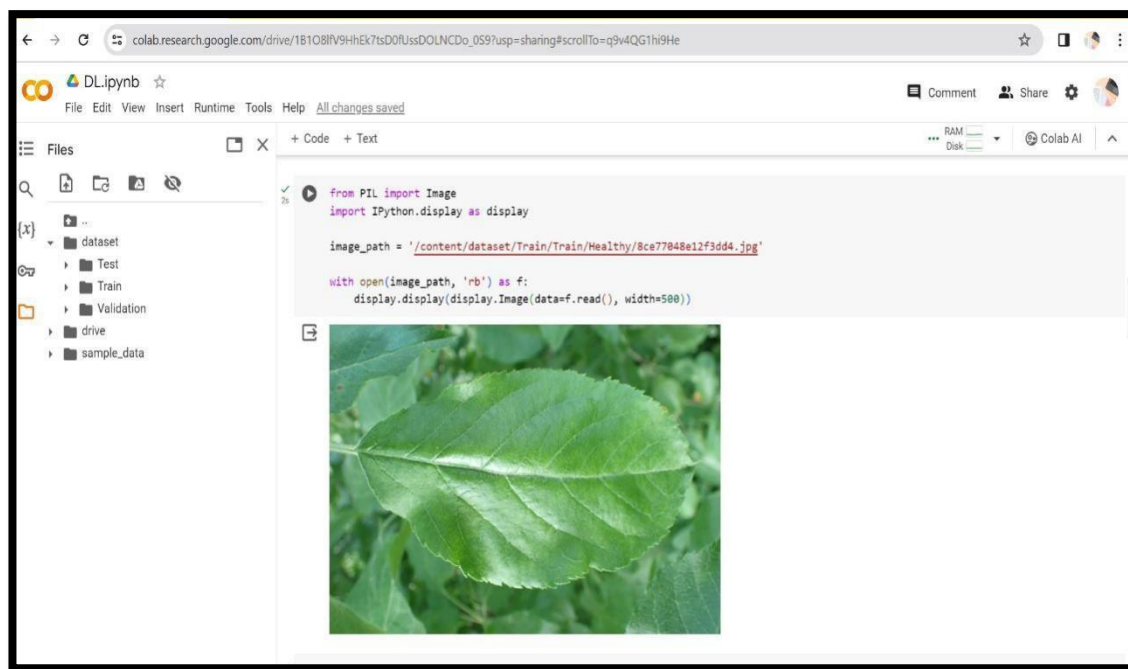 colab.research.google.com/drive/1B1O8lfV9HhEk7tsD0fUssDOLNCDo_0S9?usp=sharing#scrollTo=q9v4QG1hi9He
CO
DL.ipynb
File Edit View Insert Runtime Tools Help All changes saved
Comment Share
Files
+ Code + Text
RAM
Disk
Colab AI
{x}
..
dataset
Test
Train
Validation
drive
sample_data
2s
from PIL import Image
import IPython.display as display
image_path = '/content/dataset/Train/Train/Healthy/8ce77048e12f3dd4.jpg'
with open(image_path, 'rb') as f:
display.display(display.Image(data=f.read(), width=500))